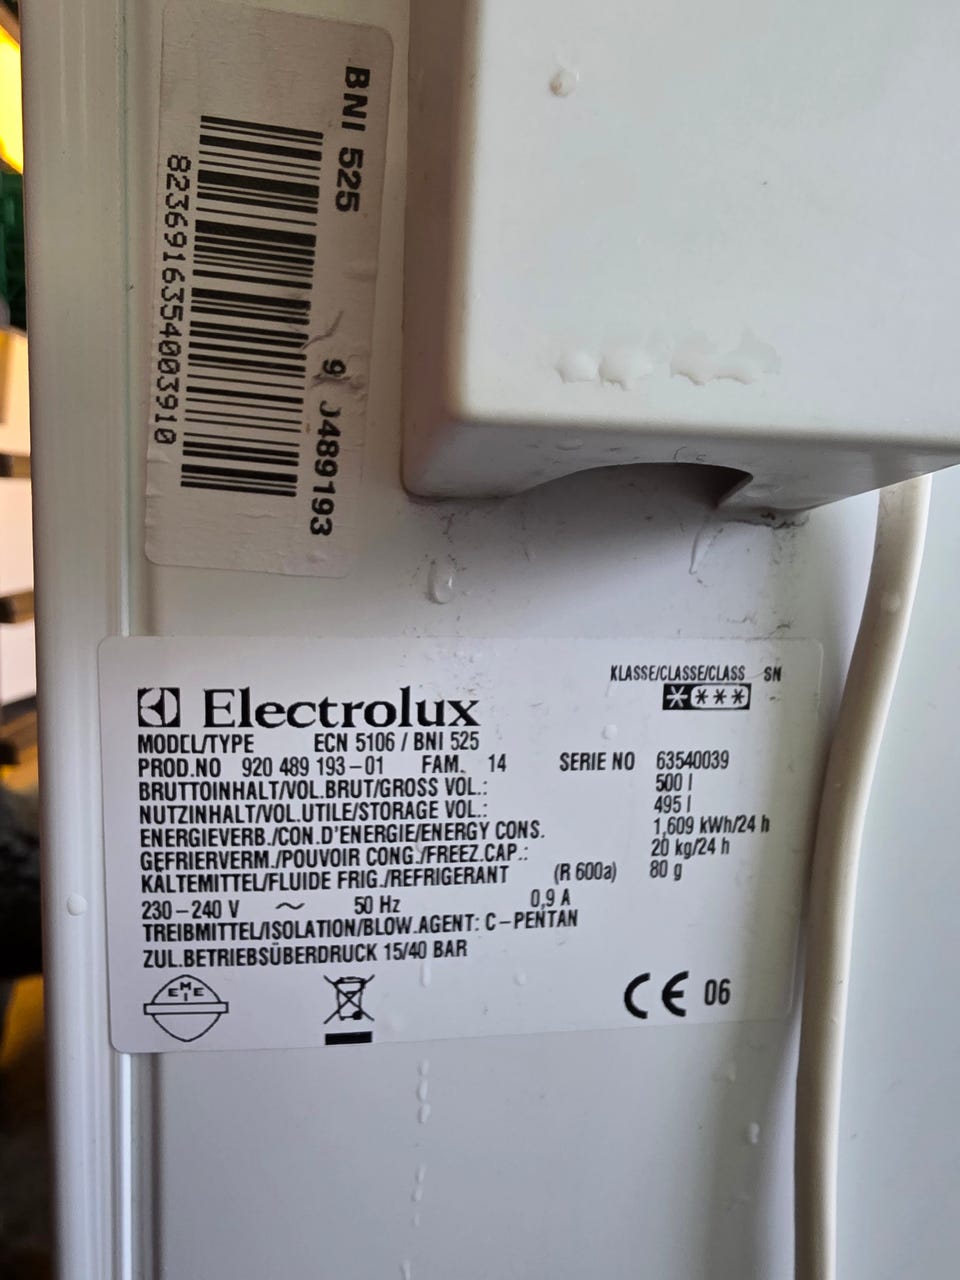 BNI 525
8236916354003910
9 J489193
Electrolux
KLASSE/CLASSE/CLASS SN
MODEL/TYPE ECN 5106 / BNI 525
PROD.NO 920 489 193-01 FAM. 14 SERIE NO 63540039
BRUTTOINHALT/VOL.BRUT/GROSS VOL.: 500 l
NUTZINHALT/VOL.UTILE/STORAGE VOL.: 495 l
ENERGIEVERB./CON.D'ENERGIE/ENERGY CONS. 1,609 kWh/24 h
GEFRIERVERM./POUVOIR CONG./FREEZ.CAP.: 20 kg/24 h
KÄLTEMITTEL/FLUIDE FRIG./REFRIGERANT (R 600a) 80 g
230-240 V ~ 50 Hz 0,9 A
TREIBMITTEL/ISOLATION/BLOW.AGENT: C-PENTAN
ZUL.BETRIEBSÜBERDRUCK 15/40 BAR
EMEI
CE 06